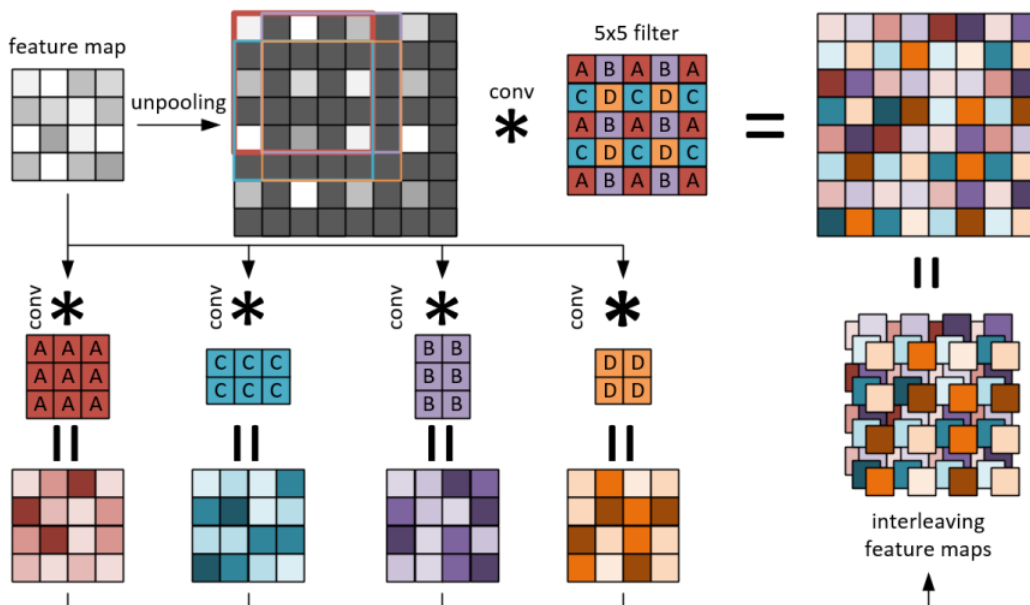 feature map
unpooling
conv
*
5x5 filter
A B A B A
C D C D C
A B A B A
C D C D C
A B A B A
=
conv
*
conv
*
conv
*
conv
*
A A A
A A A
A A A
C C C
C C C
B B
B B
B B
D D
D D
=
=
=
=
=
interleaving
feature maps